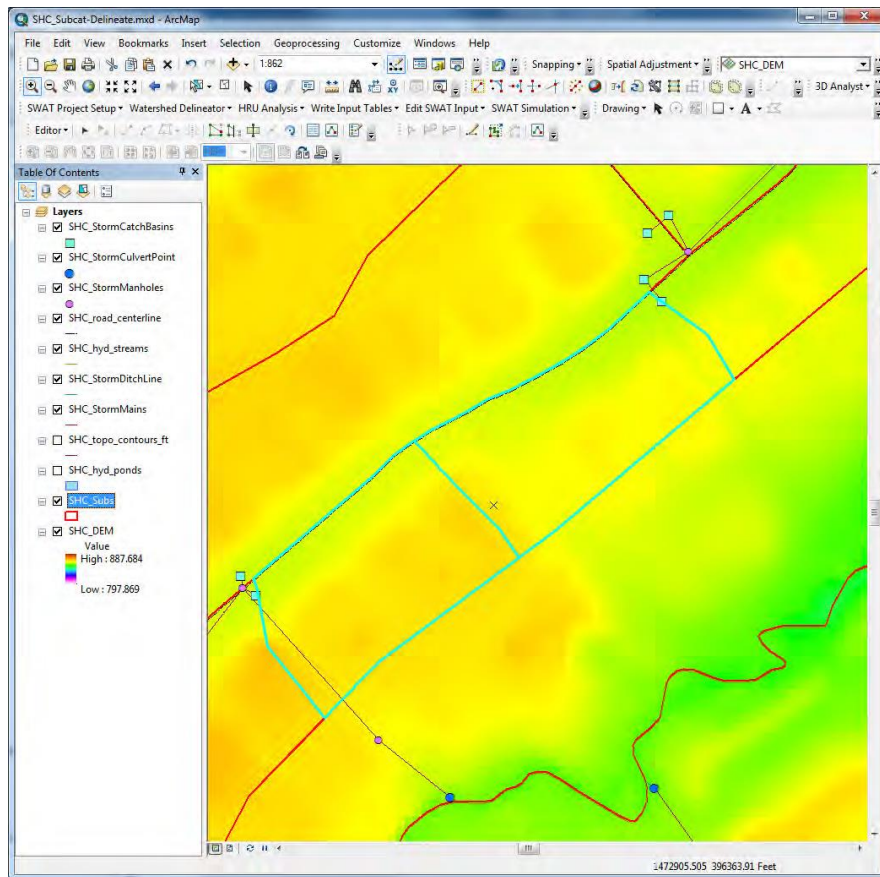 SHC_Subcat-Delineate.mxd - ArcMap
File Edit View Bookmarks Insert Selection Geoprocessing Customize Windows Help
1:862 Snapping Spatial Adjustment SHC_DEM
3D Analyst
SWAT Project Setup Watershed Delineator HRU Analysis Write Input Tables Edit SWAT Input SWAT Simulation Drawing A
Editor
Table Of Contents
Layers
SHC_StormCatchBasins
SHC_StormCulvertPoint
SHC_StormManholes
SHC_road_centerline
SHC_hyd_streams
SHC_StormDitchLine
SHC_StormMains
SHC_topo_contours_ft
SHC_hyd_ponds
SHC_Subs
SHC_DEM
Value
High : 887.684
Low : 797.869
1472905.505 396363.91 Feet